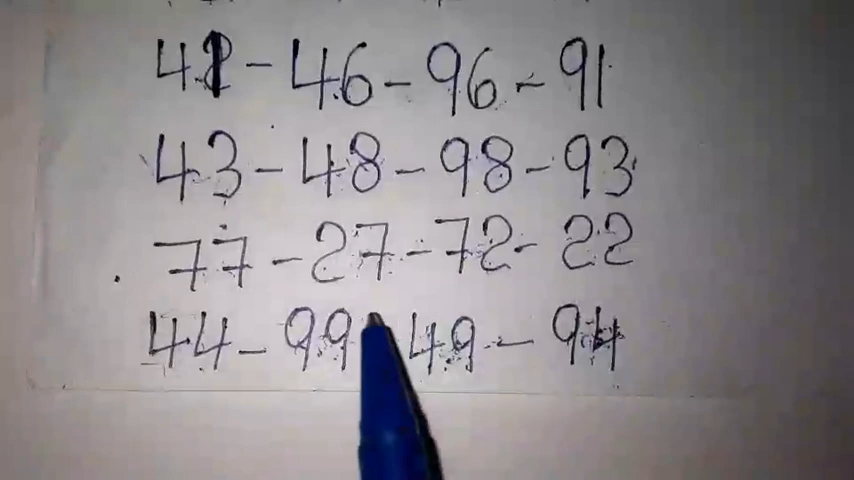 41 - 46 - 96 - 91
43 - 48 - 98 - 93
77 - 27 - 72 - 22
44 - 99 49 - 94